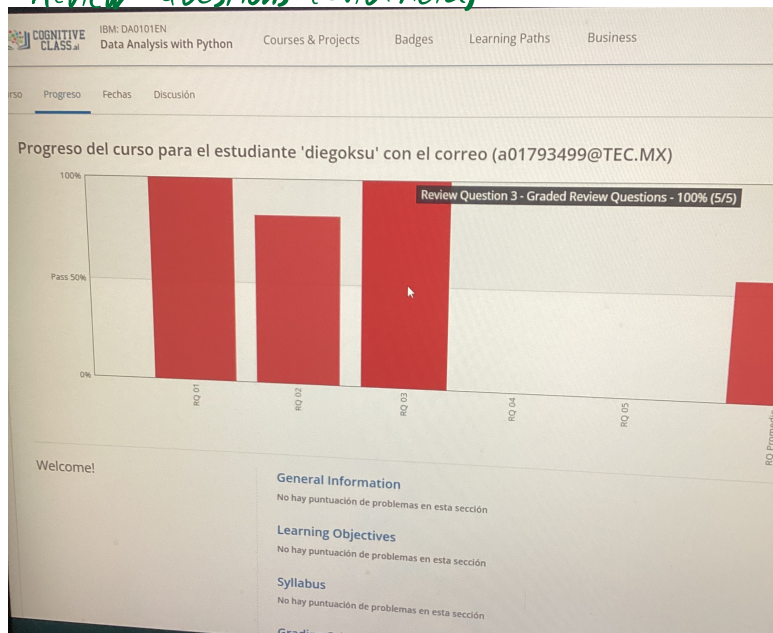 Review Questions (evidencia)
COGNITIVE
CLASS.ai
IBM: DA0101EN
Data Analysis with Python
Courses & Projects
Badges
Learning Paths
Business
Progreso
Fechas
Discusión
Progreso del curso para el estudiante 'diegoksu' con el correo (a01793499@TEC.MX)
100%
Review Question 3 - Graded Review Questions - 100% (5/5)
Pass 50%
0%
RQ 01
RQ 02
RQ 03
RQ 04
RQ 05
Welcome!
General Information
No hay puntuación de problemas en esta sección
Learning Objectives
No hay puntuación de problemas en esta sección
Syllabus
No hay puntuación de problemas en esta sección